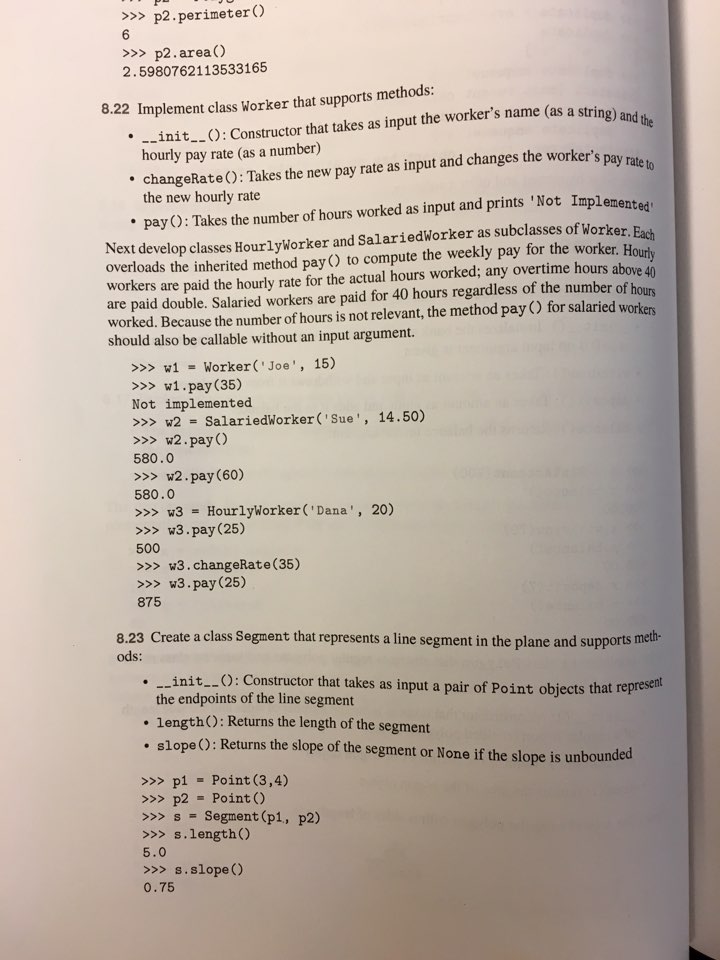 >>> p2.perimeter()
6
>>> p2.area()
2.5980762113533165
8.22 Implement class Worker that supports methods:
• __init__(): Constructor that takes as input the worker's name (as a string) and the
hourly pay rate (as a number)
• changeRate(): Takes the new pay rate as input and changes the worker's pay rate to
the new hourly rate
• pay(): Takes the number of hours worked as input and prints 'Not Implemented'
Next develop classes HourlyWorker and SalariedWorker as subclasses of Worker. Each
overloads the inherited method pay() to compute the weekly pay for the worker. Hourly
workers are paid the hourly rate for the actual hours worked; any overtime hours above 40
are paid double. Salaried workers are paid for 40 hours regardless of the number of hours
worked. Because the number of hours is not relevant, the method pay() for salaried workers
should also be callable without an input argument.
>>> w1 = Worker('Joe', 15)
>>> w1.pay(35)
Not implemented
>>> w2 = SalariedWorker('Sue', 14.50)
>>> w2.pay()
580.0
>>> w2.pay(60)
580.0
>>> w3 = HourlyWorker('Dana', 20)
>>> w3.pay(25)
500
>>> w3.changeRate(35)
>>> w3.pay(25)
875
8.23 Create a class Segment that represents a line segment in the plane and supports meth-
ods:
• __init__(): Constructor that takes as input a pair of Point objects that represent
the endpoints of the line segment
• length(): Returns the length of the segment
• slope(): Returns the slope of the segment or None if the slope is unbounded
>>> p1 = Point(3,4)
>>> p2 = Point()
>>> s = Segment(p1, p2)
>>> s.length()
5.0
>>> s.slope()
0.75